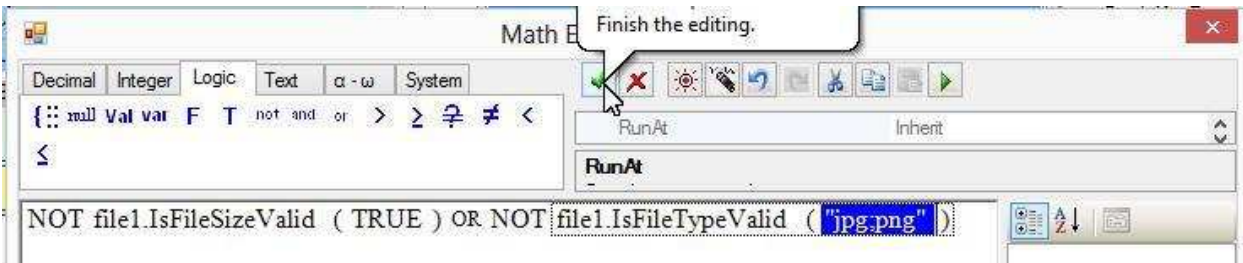 Math E
Finish the editing.
Decimal Integer Logic Text α - ω System
null Val var F T not and or > ≥ = ? ≠ <
≤
RunAt Inherit
RunAt
NOT file1.IsFileSizeValid ( TRUE ) OR NOT file1.IsFileTypeValid ( "jpg;png" )
A
Z